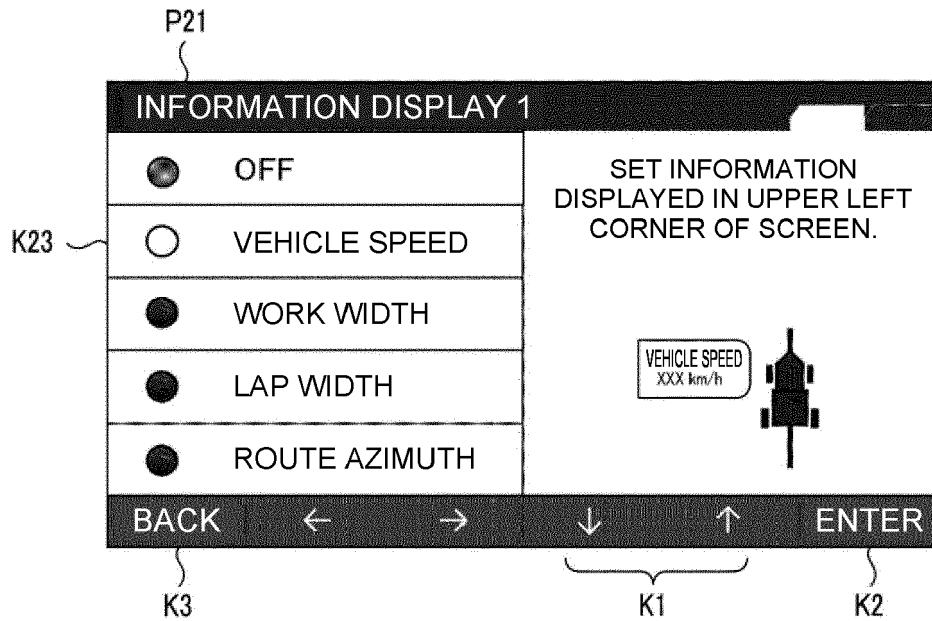 P21
INFORMATION DISPLAY 1
OFF
VEHICLE SPEED
WORK WIDTH
LAP WIDTH
ROUTE AZIMUTH
K23
SET INFORMATION
DISPLAYED IN UPPER LEFT
CORNER OF SCREEN.
VEHICLE SPEED
XXX km/h
BACK ← → ↓ ↑ ENTER
K3 K1 K2